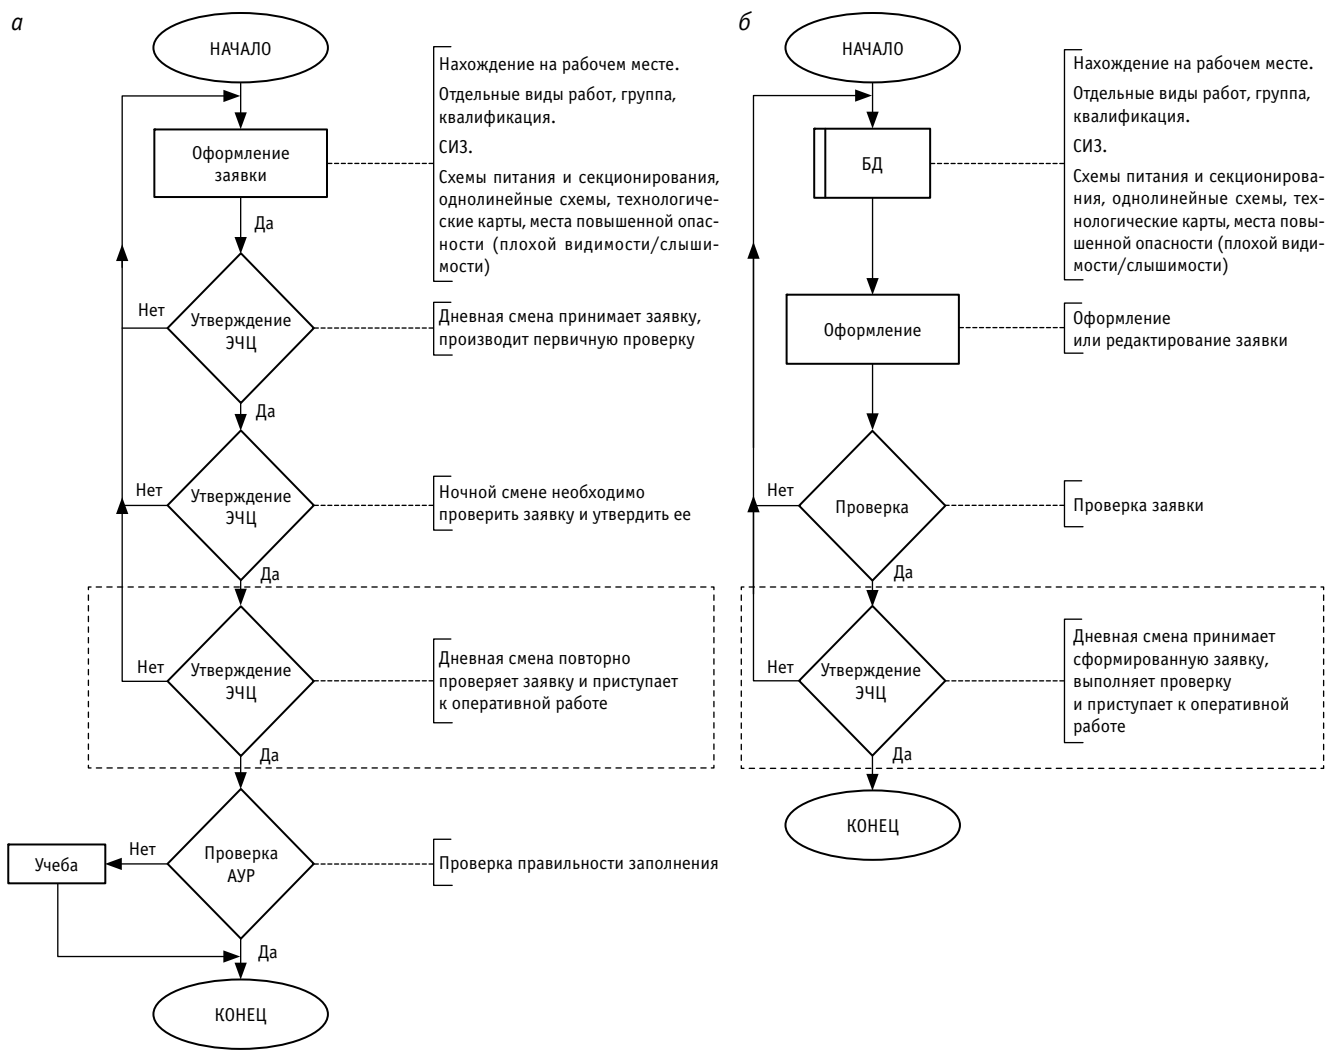 а
НАЧАЛО
Оформление
заявки
Нахождение на рабочем месте.
Отдельные виды работ, группа,
квалификация.
СИЗ.
Схемы питания и секционирования,
однолинейные схемы, технологиче-
ские карты, места повышенной опас-
ности (плохой видимости/слыши-
мости)
Да
Нет
Утверждение
ЭЧЦ
Дневная смена принимает заявку,
производит первичную проверку
Да
Нет
Утверждение
ЭЧЦ
Ночной смене необходимо
проверить заявку и утвердить ее
Да
Нет
Утверждение
ЭЧЦ
Дневная смена повторно
проверяет заявку и приступает
к оперативной работе
Да
Учеба
Нет
Проверка
АУР
Проверка правильности заполнения
Да
КОНЕЦ
б
НАЧАЛО
БД
Нахождение на рабочем месте.
Отдельные виды работ, группа,
квалификация.
СИЗ.
Схемы питания и секционирова-
ния, однолинейные схемы, тех-
нологические карты, места повы-
шенной опасности (плохой види-
мости/слышимости)
Оформление
Оформление
или редактирование заявки
Нет
Проверка
Проверка заявки
Да
Нет
Утверждение
ЭЧЦ
Дневная смена принимает
сформированную заявку,
выполняет проверку
и приступает к оперативной
работе
Да
КОНЕЦ